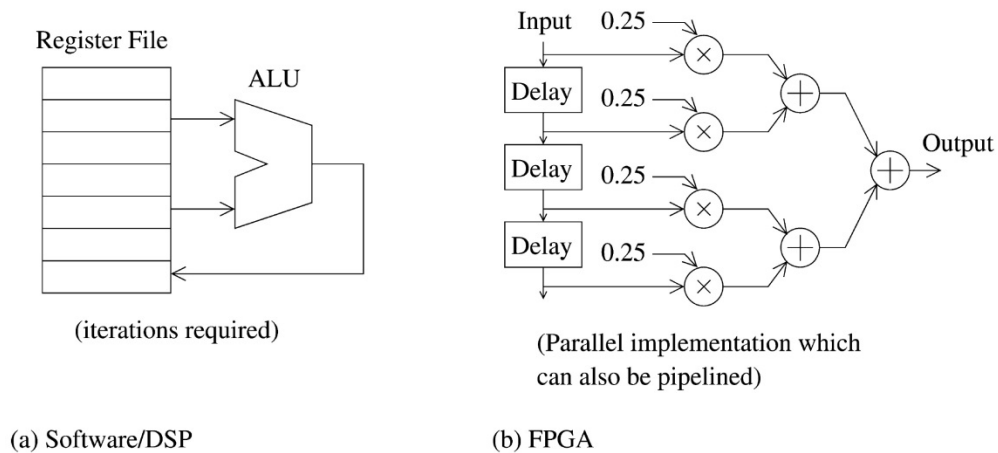 Register File
ALU
(iterations required)
(a) Software/DSP
Input
0.25
×
Delay
0.25
×
+
Delay
0.25
×
+
Output
Delay
0.25
×
+
(Parallel implementation which
can also be pipelined)
(b) FPGA